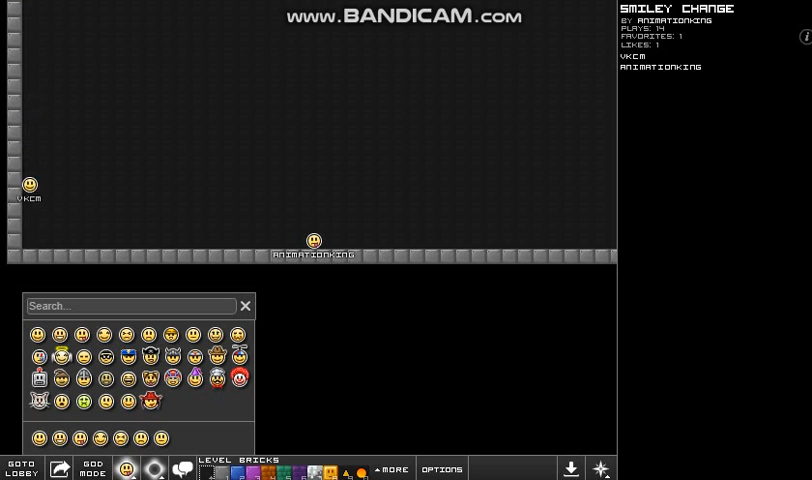 www.BANDICAM.com
SMILEY CHANGE
BY ANIMATIONKING
PLAYS: 14
FAVORITES: 1
LIKES: 1
VKCM
ANIMATIONKING
VKCM
ANIMATIONKING
Search...
GOTO LOBBY
GOD MODE
LEVEL BRICKS
MORE
OPTIONS